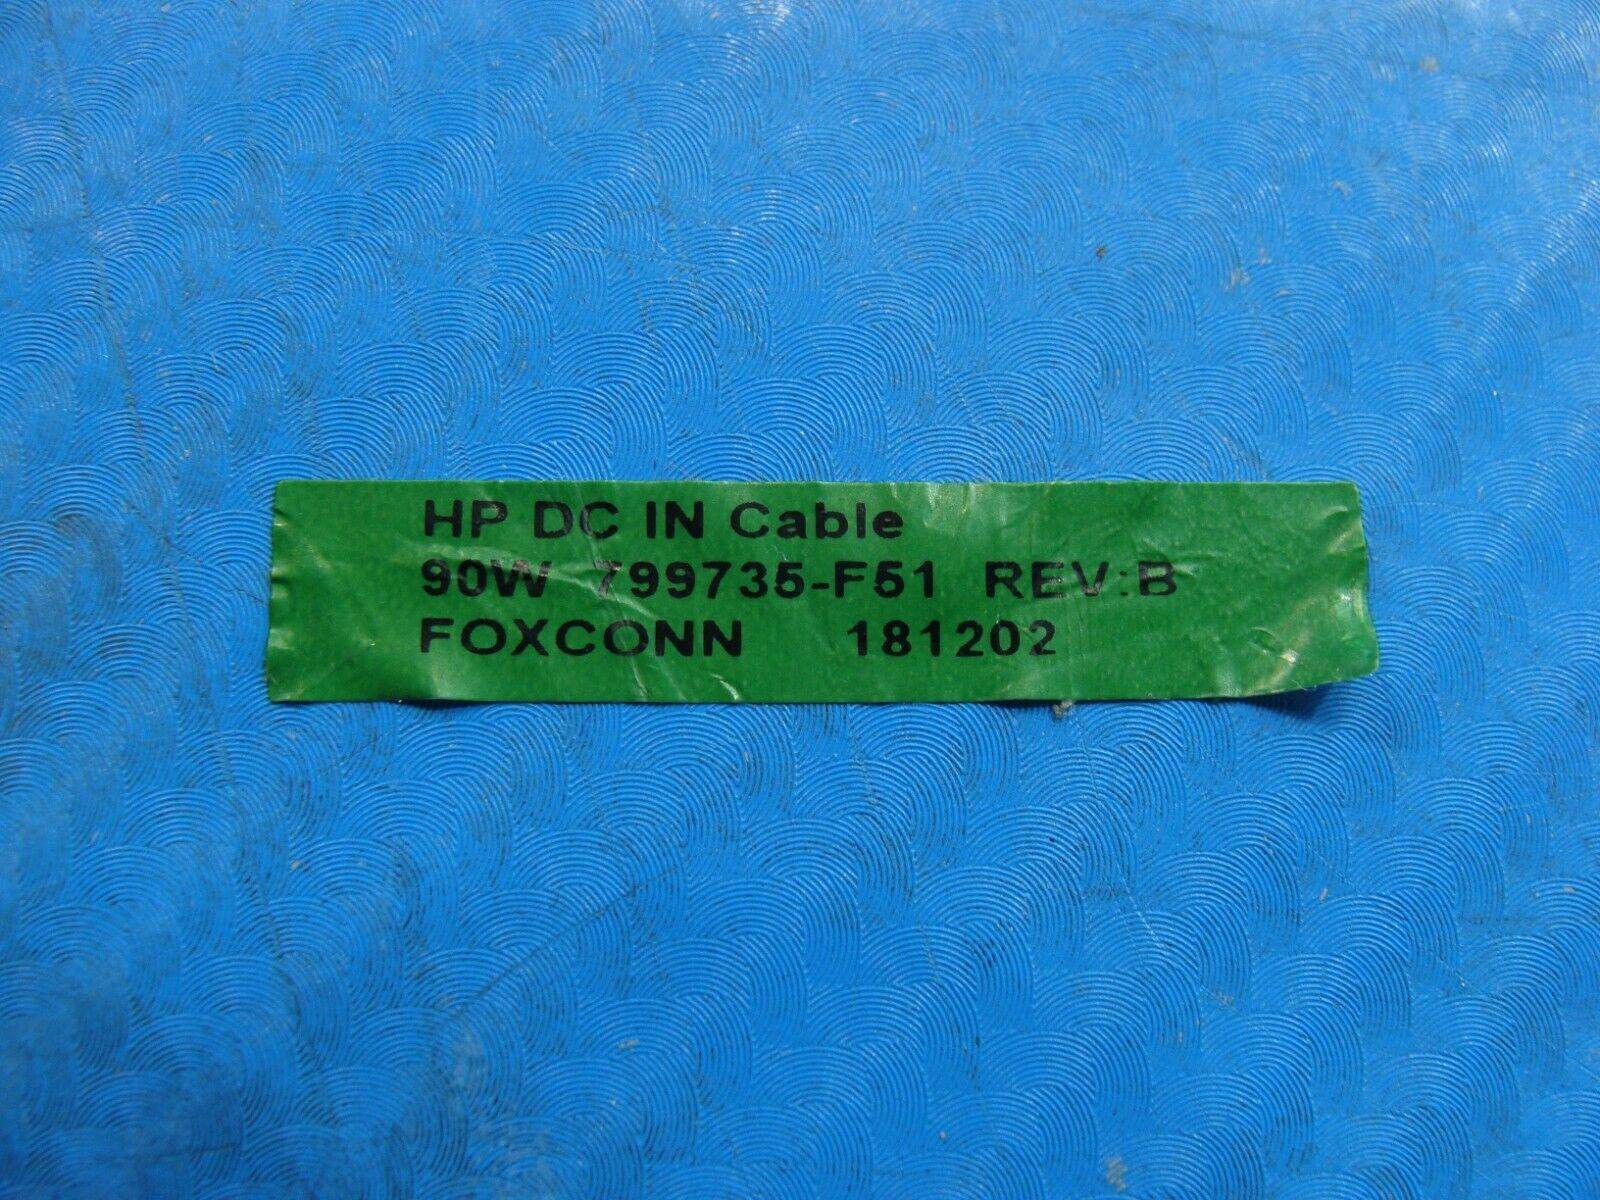 HP DC IN Cable
90W 799735-F51 REV:B
FOXCONN 181202